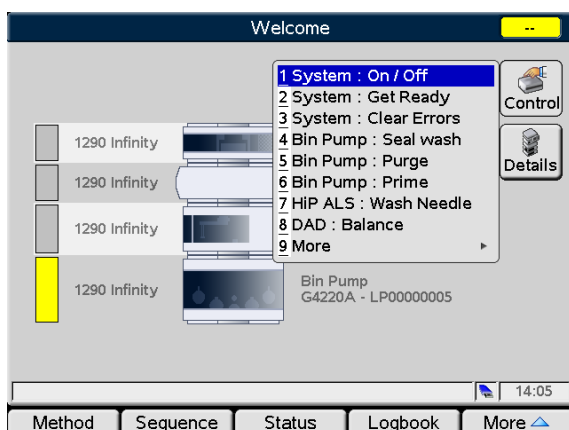 Welcome
--
1 System : On / Off
2 System : Get Ready
3 System : Clear Errors
4 Bin Pump : Seal wash
5 Bin Pump : Purge
6 Bin Pump : Prime
7 HiP ALS : Wash Needle
8 DAD : Balance
9 More
Control
Details
1290 Infinity
1290 Infinity
1290 Infinity
1290 Infinity
Bin Pump
G4220A - LP00000005
14:05
Method Sequence Status Logbook More